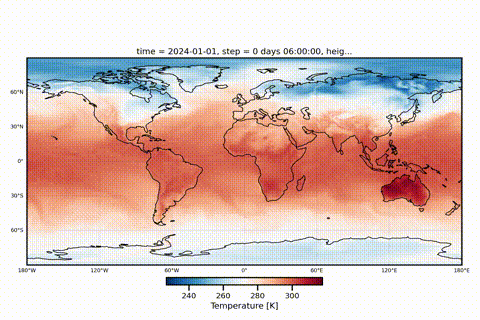 time = 2024-01-01, step = 0 days 06:00:00, heig...
60°N
30°N
0°
30°S
60°S
180°W 120°W 60°W 0° 60°E 120°E 180°E
240 260 280 300
Temperature [K]